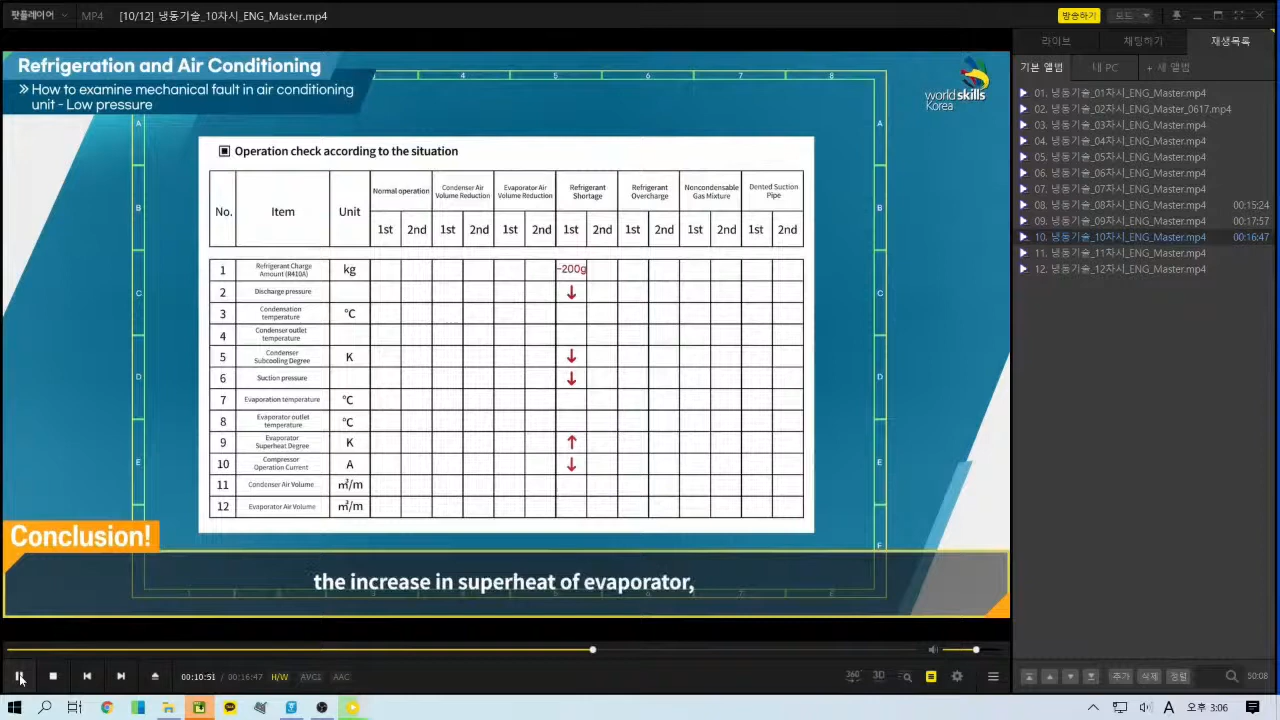 팟플레이어 MP4 [10/12] 냉동기술_10차시_ENG_Master.mp4 방송하기 모드
라이브 채팅하기 재생목록
기본 앨범 내 PC + 새 앨범
01. 냉동기술_01차시_ENG_Master.mp4
02. 냉동기술_02차시_ENG_Master_0617.mp4
03. 냉동기술_03차시_ENG_Master.mp4
04. 냉동기술_04차시_ENG_Master.mp4
05. 냉동기술_05차시_ENG_Master.mp4
06. 냉동기술_06차시_ENG_Master.mp4
07. 냉동기술_07차시_ENG_Master.mp4
08. 냉동기술_08차시_ENG_Master.mp4 00:15:24
09. 냉동기술_09차시_ENG_Master.mp4 00:17:57
10. 냉동기술_10차시_ENG_Master.mp4 00:16:47
11. 냉동기술_11차시_ENG_Master.mp4
12. 냉동기술_12차시_ENG_Master.mp4
Refrigeration and Air Conditioning
» How to examine mechanical fault in air conditioning
unit - Low pressure
world skills
Korea
4 5 6 7 8
A A
B B
C C
D D
E E
F
■ Operation check according to the situation
No. Item Unit Normal operation Condenser Air Volume Reduction Evaporator Air Volume Reduction Refrigerant Shortage Refrigerant Overcharge Noncondensable Gas Mixture Dented Suction Pipe
1st 2nd 1st 2nd 1st 2nd 1st 2nd 1st 2nd 1st 2nd 1st 2nd
1 Refrigerant Charge Amount (R410A) kg -200g
2 Discharge pressure ↓
3 Condensation temperature ℃
4 Condenser outlet temperature
5 Condenser Subcooling Degree K ↓
6 Suction pressure ↓
7 Evaporation temperature ℃
8 Evaporator outlet temperature ℃
9 Evaporator Superheat Degree K ↑
10 Compressor Operation Current A ↓
11 Condenser Air Volume ㎥/m
12 Evaporator Air Volume ㎥/m
Conclusion!
the increase in superheat of evaporator,
00:10:51 / 00:16:47 H/W AVC1 AAC 360° 3D
추가 삭제 정렬 50:08
A 오후 3:06